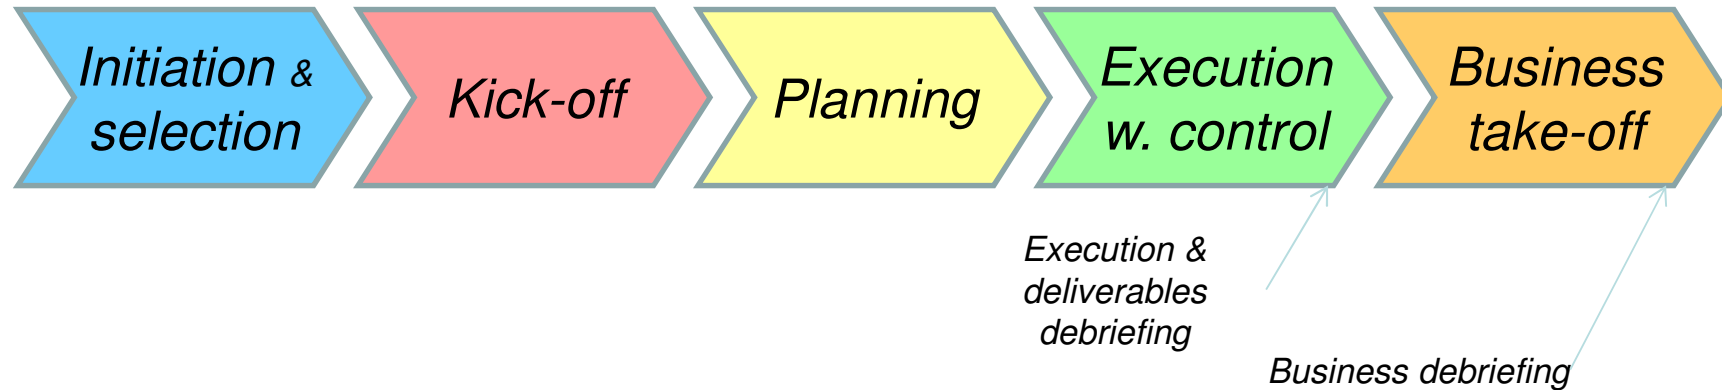 Initiation &
selection
Kick-off
Planning
Execution
w. control
Business
take-off
Execution &
deliverables
debriefing
Business debriefing